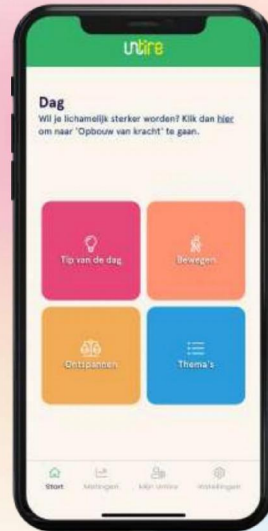 untire
Dag
Wil je lichamelijk sterker worden? Klik dan hier
om naar 'Opbouw van kracht' te gaan.
Tip van de dag
Bewegen
Ontspannen
Thema's
Start
Metingen
Mijn Untire
Instellingen